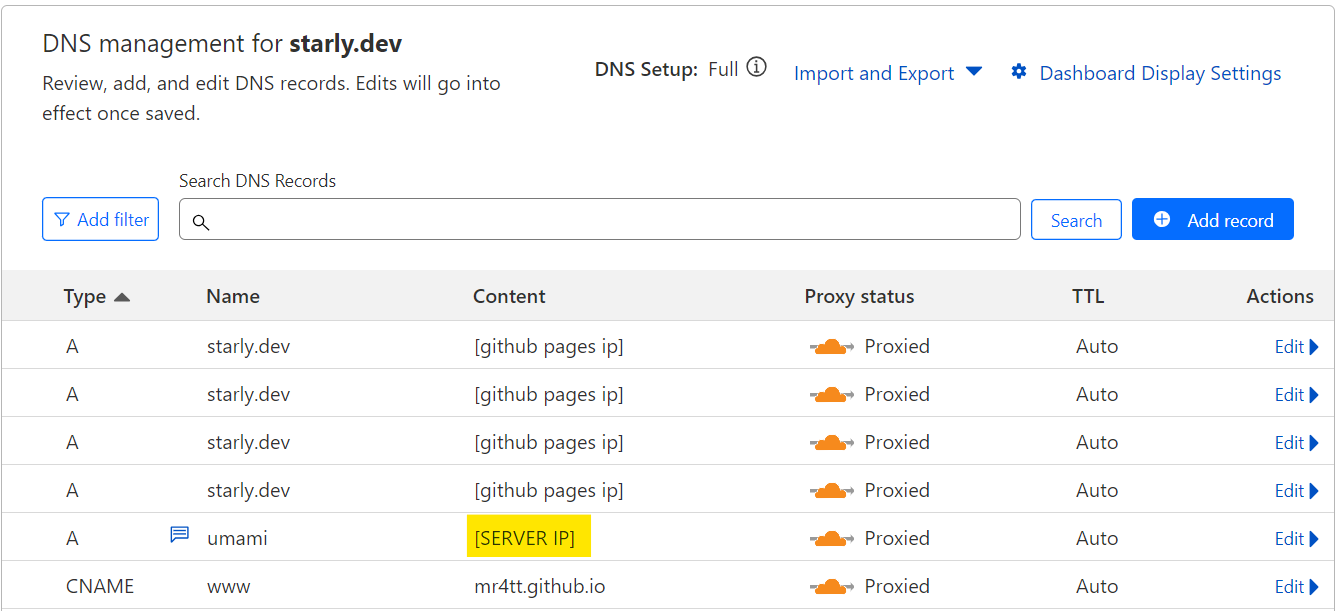 DNS management for starly.dev
Review, add, and edit DNS records. Edits will go into
effect once saved.
DNS Setup: Full
Import and Export
Dashboard Display Settings
Search DNS Records
Add filter
Search
Add record
Type Name Content Proxy status TTL Actions
A starly.dev [github pages ip] Proxied Auto Edit
A starly.dev [github pages ip] Proxied Auto Edit
A starly.dev [github pages ip] Proxied Auto Edit
A starly.dev [github pages ip] Proxied Auto Edit
A umami [SERVER IP] Proxied Auto Edit
CNAME www mr4tt.github.io Proxied Auto Edit